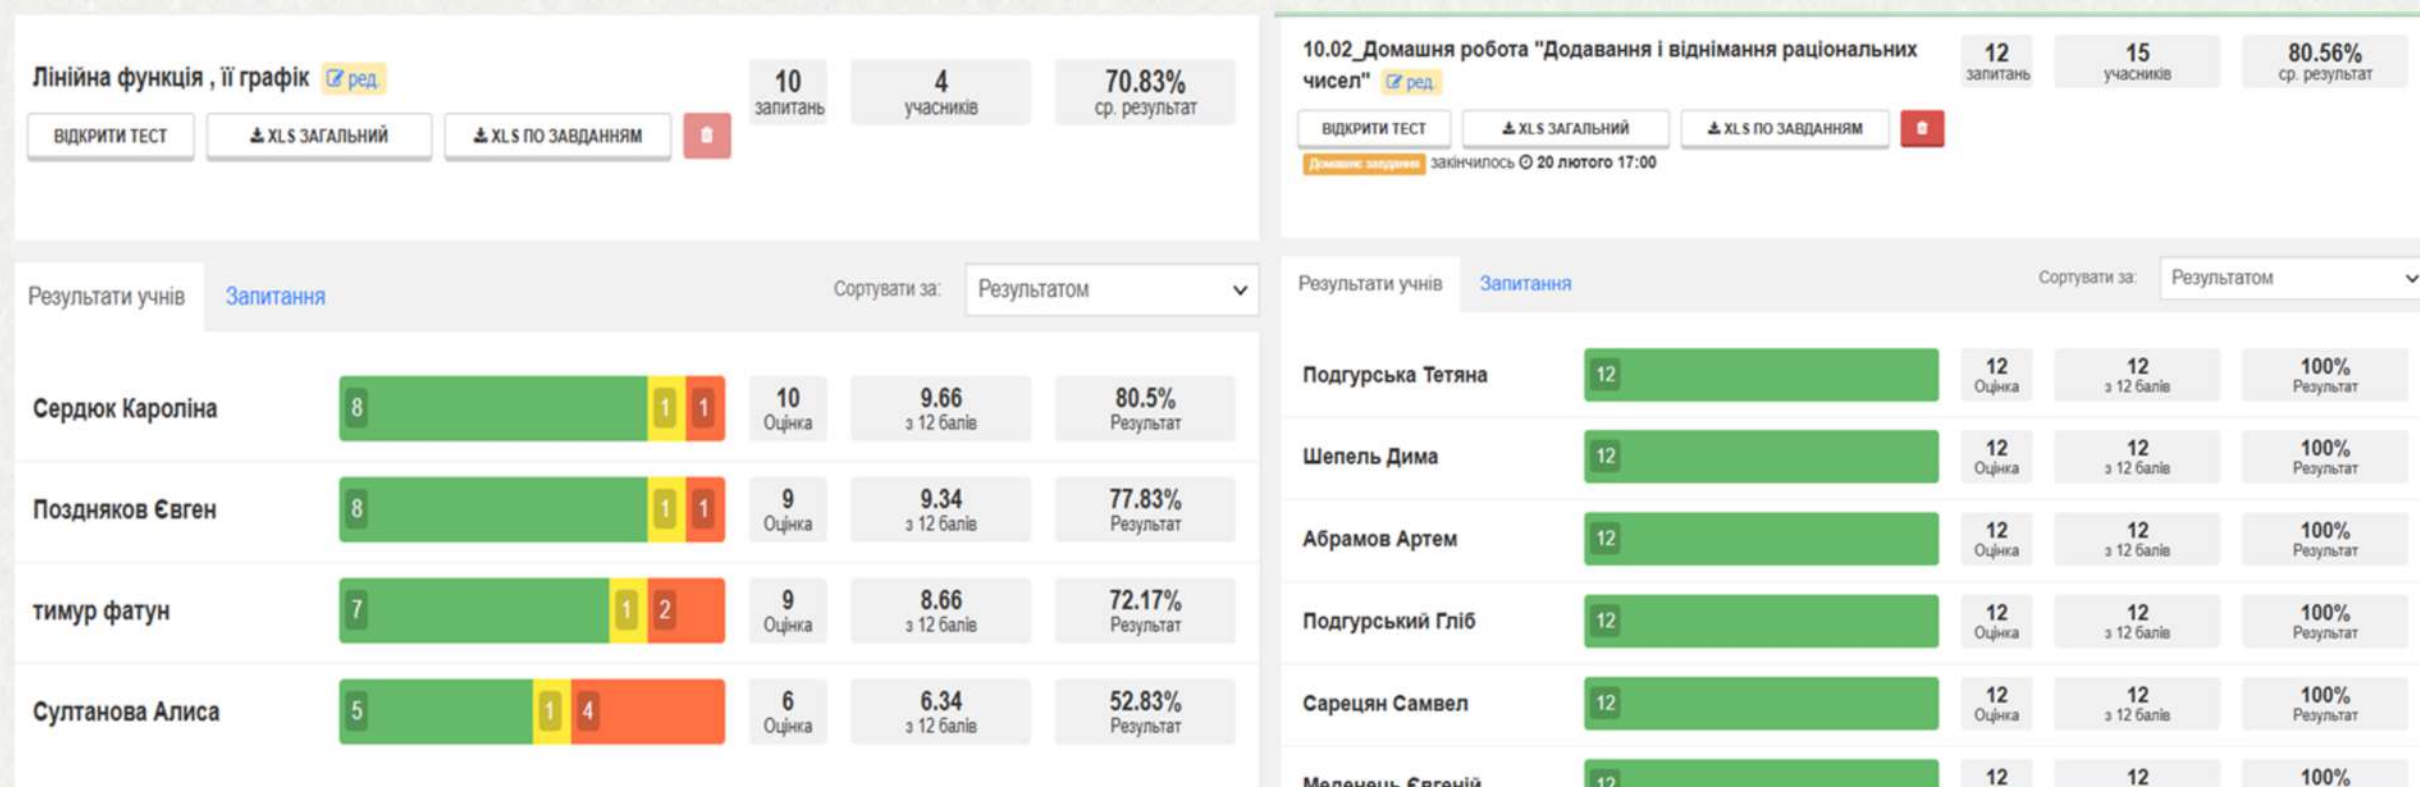 Лінійна функція , її графік ред.
10
запитань
4
учасників
70.83%
ср. результат
ВІДКРИТИ ТЕСТ
XLS ЗАГАЛЬНИЙ
XLS ПО ЗАВДАННЯМ
Результати учнів
Запитання
Сортувати за:
Результатом
Сердюк Кароліна
8
1
1
10
Оцінка
9.66
з 12 балів
80.5%
Результат
Поздняков Євген
8
1
1
9
Оцінка
9.34
з 12 балів
77.83%
Результат
тимур фатун
7
1
2
9
Оцінка
8.66
з 12 балів
72.17%
Результат
Султанова Алиса
5
1
4
6
Оцінка
6.34
з 12 балів
52.83%
Результат
10.02_Домашня робота "Додавання і віднімання раціональних
чисел" ред.
12
запитань
15
учасників
80.56%
ср. результат
ВІДКРИТИ ТЕСТ
XLS ЗАГАЛЬНИЙ
XLS ПО ЗАВДАННЯМ
Домашнє завдання закінчилось 20 лютого 17:00
Результати учнів
Запитання
Сортувати за:
Результатом
Подгурська Тетяна
12
12
Оцінка
12
з 12 балів
100%
Результат
Шепель Дима
12
12
Оцінка
12
з 12 балів
100%
Результат
Абрамов Артем
12
12
Оцінка
12
з 12 балів
100%
Результат
Подгурський Гліб
12
12
Оцінка
12
з 12 балів
100%
Результат
Сарецян Самвел
12
12
Оцінка
12
з 12 балів
100%
Результат
Євгеній
12
12
12
100%